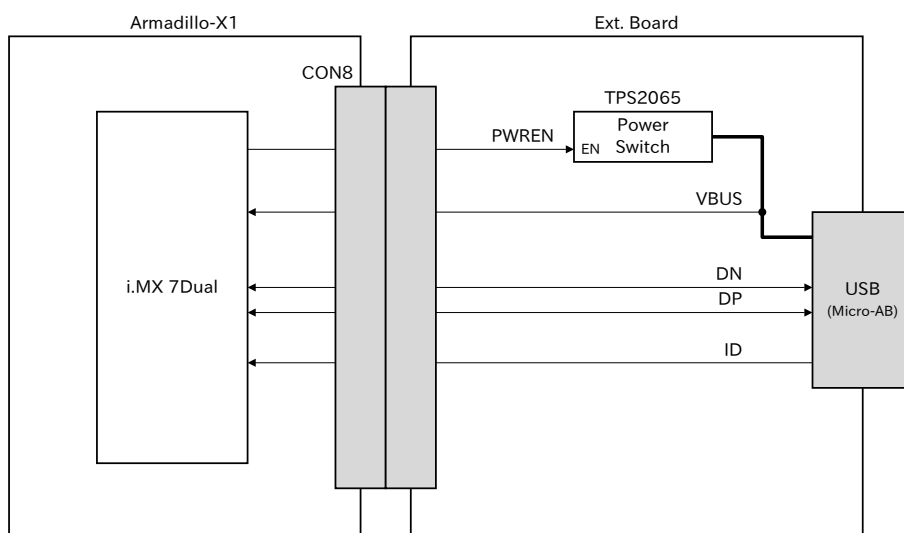 Armadillo-X1
Ext. Board
CON8
TPS2065
Power
Switch
PWREN
EN
VBUS
i.MX 7Dual
DN
DP
USB
(Micro-AB)
ID